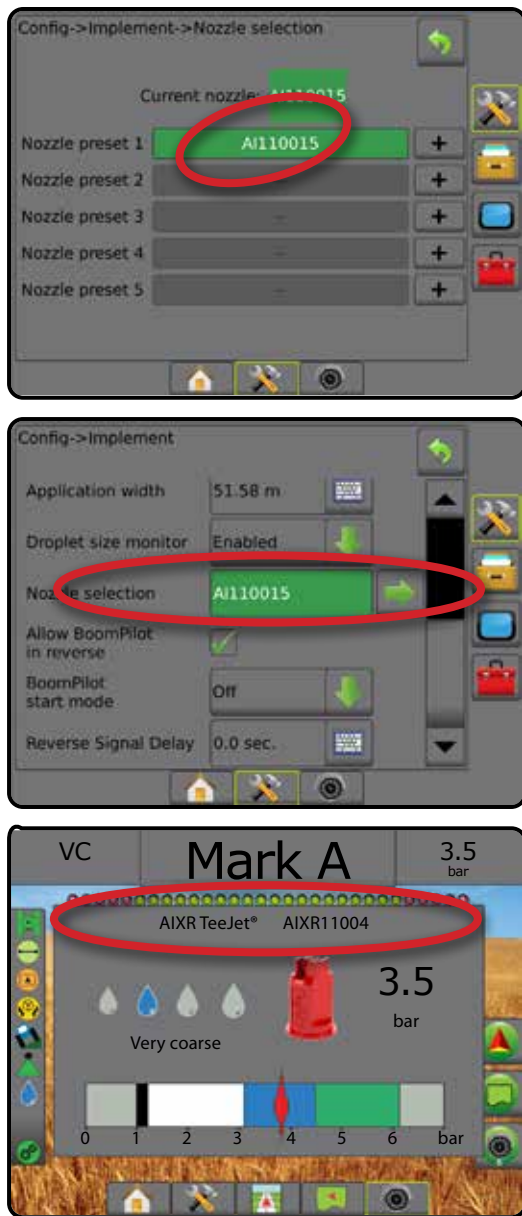 Config->Implement->Nozzle selection
Current nozzle: AI110015
Nozzle preset 1 AI110015 +
Nozzle preset 2 - +
Nozzle preset 3 - +
Nozzle preset 4 - +
Nozzle preset 5 - +
Config->Implement
Application width 51.58 m
Droplet size monitor Enabled
Nozzle selection AI110015
Allow BoomPilot
in reverse
BoomPilot
start mode Off
Reverse Signal Delay 0.0 sec.
VC Mark A 3.5
bar
AIXR TeeJet® AIXR11004
3.5
bar
Very coarse
0 1 2 3 4 5 6 bar